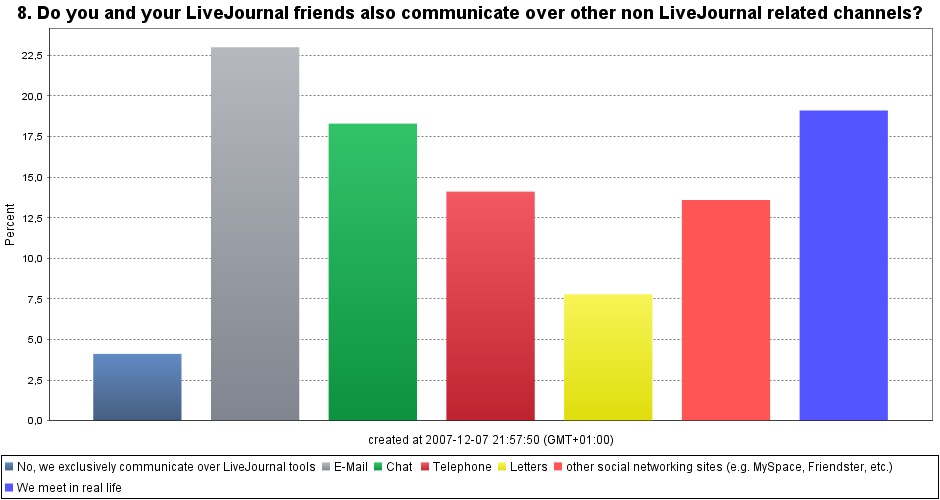 8. Do you and your LiveJournal friends also communicate over other non LiveJournal related channels?
22,5
20,0
17,5
15,0
12,5
10,0
7,5
5,0
2,5
0,0
Percent
created at 2007-12-07 21:57:50 (GMT+01:00)
No, we exclusively communicate over LiveJournal tools E-Mail Chat Telephone Letters other social networking sites (e.g. MySpace, Friendster, etc.)
We meet in real life